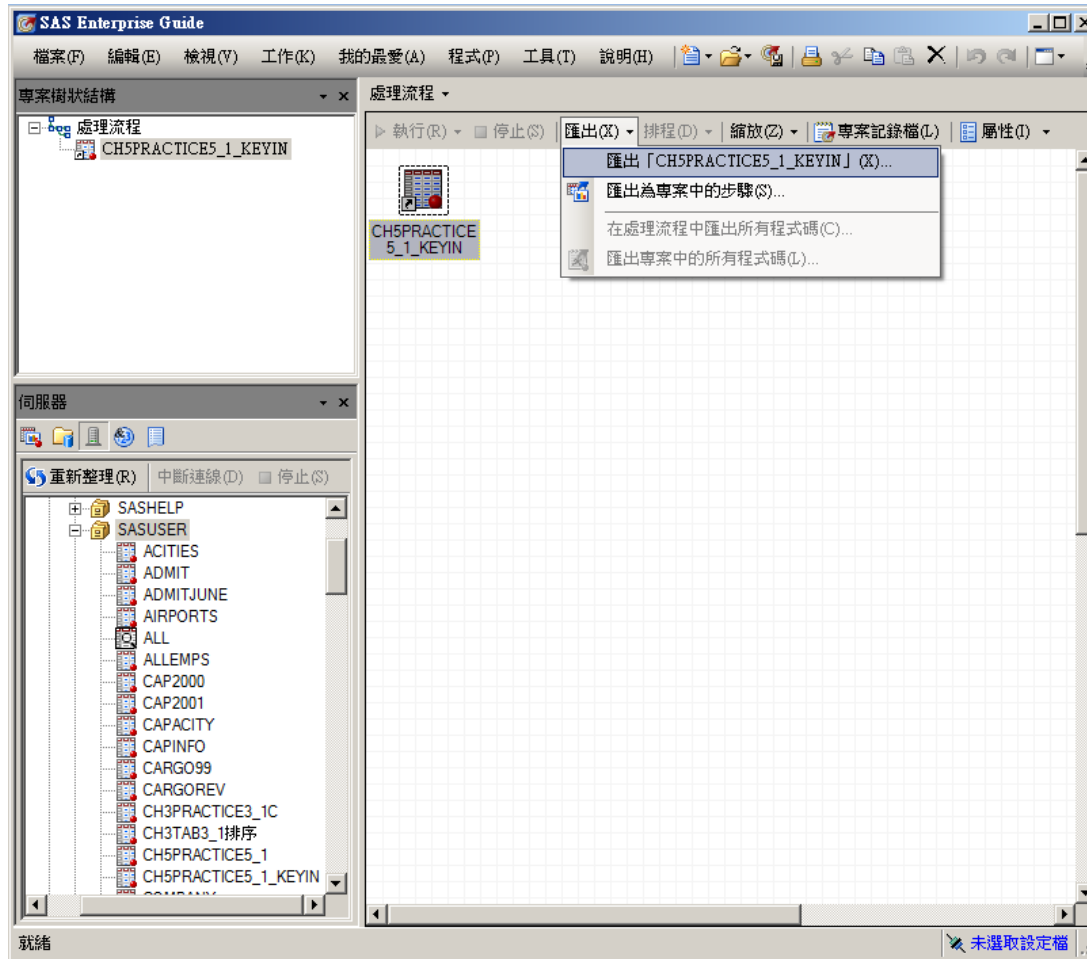 SAS Enterprise Guide
檔案(F) 編輯(E) 檢視(V) 工作(K) 我的最愛(A) 程式(P) 工具(T) 說明(H)
專案樹狀結構
處理流程
CH5PRACTICE5_1_KEYIN
處理流程
執行(R) 停止(S) 匯出(X) 排程(D) 縮放(Z) 專案記錄檔(L) 屬性(I)
匯出「CH5PRACTICE5_1_KEYIN」(X)...
匯出為專案中的步驟(S)...
在處理流程中匯出所有程式碼(C)...
匯出專案中的所有程式碼(L)...
CH5PRACTICE
5_1_KEYIN
伺服器
重新整理(R) 中斷連線(D) 停止(S)
SASHELP
SASUSER
ACITIES
ADMIT
ADMITJUNE
AIRPORTS
ALL
ALLEMPS
CAP2000
CAP2001
CAPACITY
CAPINFO
CARGO99
CARGOREV
CH3PRACTICE3_1C
CH3TAB3_1排序
CH5PRACTICE5_1
CH5PRACTICE5_1_KEYIN
就緒
未選取設定檔